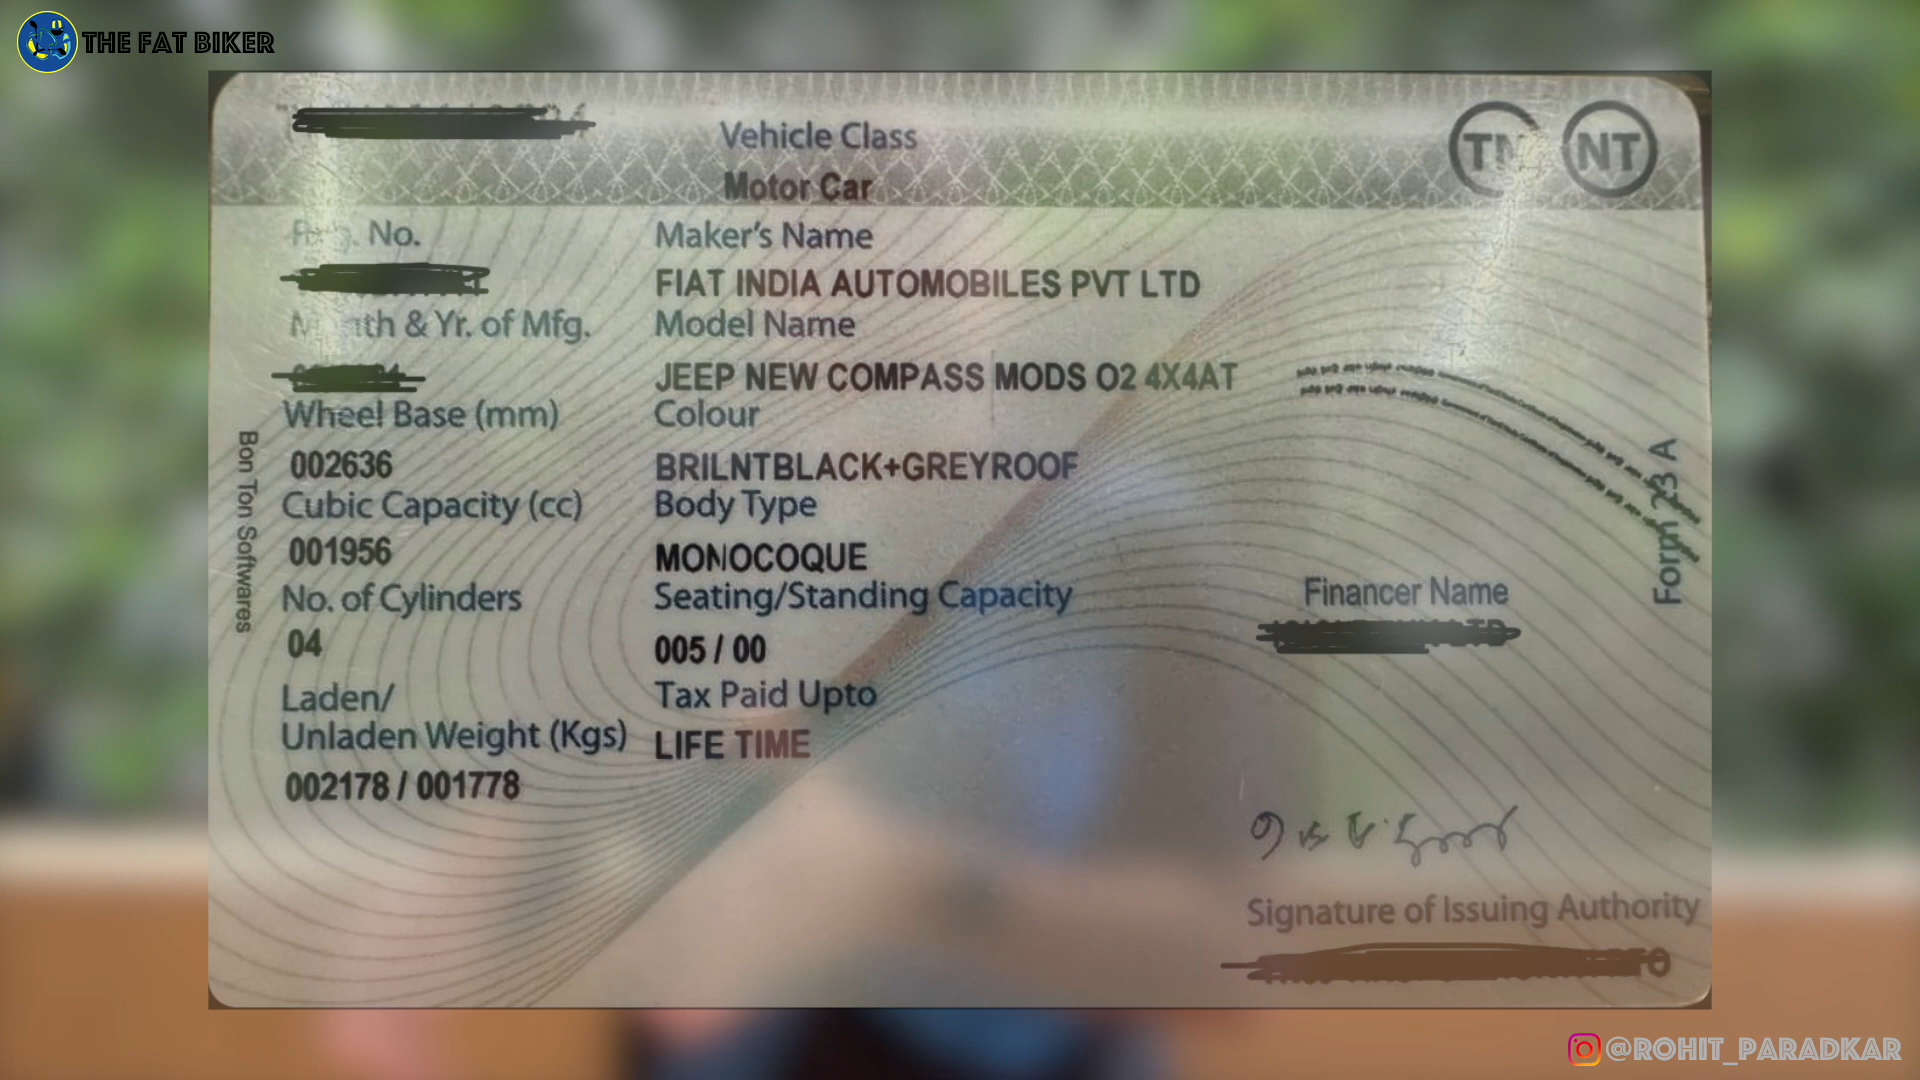 THE FAT BIKER
Vehicle Class
Motor Car
TN NT
Reg. No.
Maker's Name
FIAT INDIA AUTOMOBILES PVT LTD
Month & Yr. of Mfg.
Model Name
JEEP NEW COMPASS MODS O2 4X4AT
Wheel Base (mm)
Colour
002636
BRILNTBLACK+GREYROOF
Cubic Capacity (cc)
Body Type
001956
MONOCOQUE
No. of Cylinders
Seating/Standing Capacity
04
005 / 00
Laden/
Unladen Weight (Kgs)
Tax Paid Upto
002178 / 001778
LIFE TIME
Bon Ton Softwares
Form 23 A
Financer Name
Signature of Issuing Authority
@ROHIT_PARADKAR